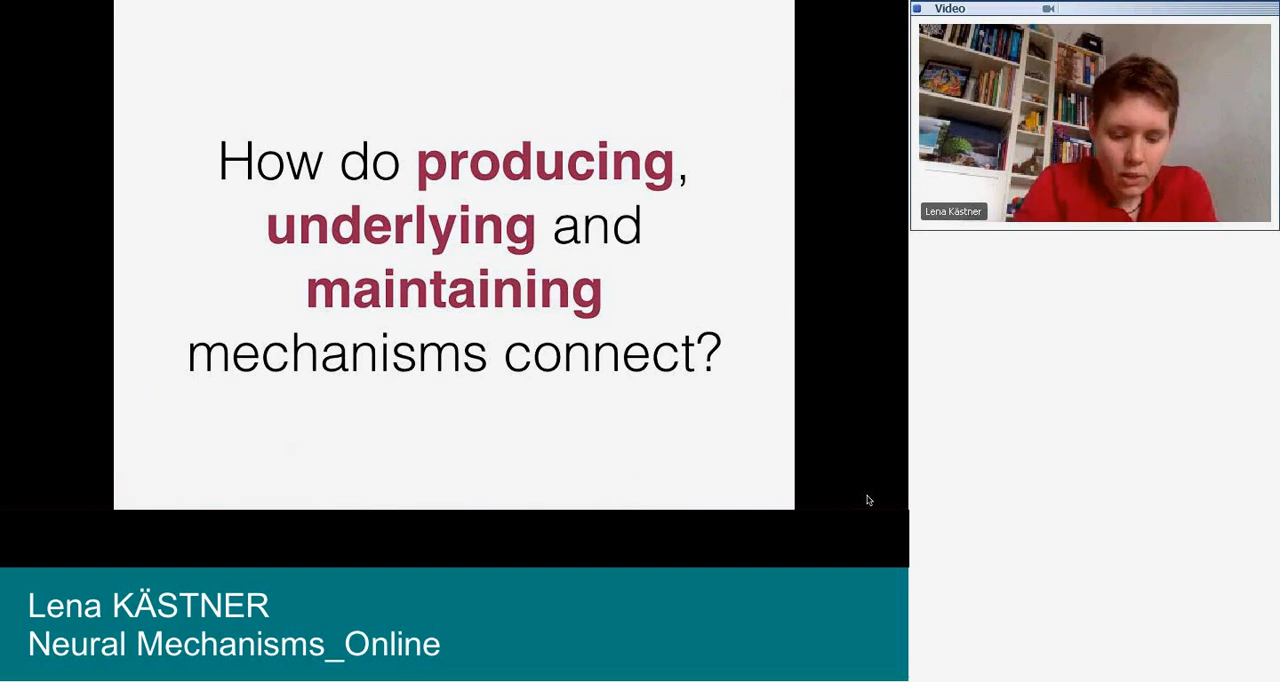 Video
How do producing,
underlying and
maintaining
mechanisms connect?
Lena Kästner
Lena KÄSTNER
Neural Mechanisms_Online